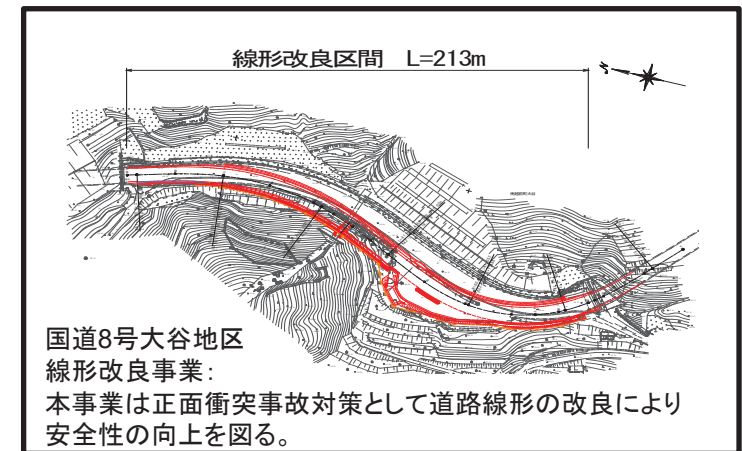 線形改良区間 L=213m
国道8号大谷地区
線形改良事業:
本事業は正面衝突事故対策として道路線形の改良により
安全性の向上を図る。